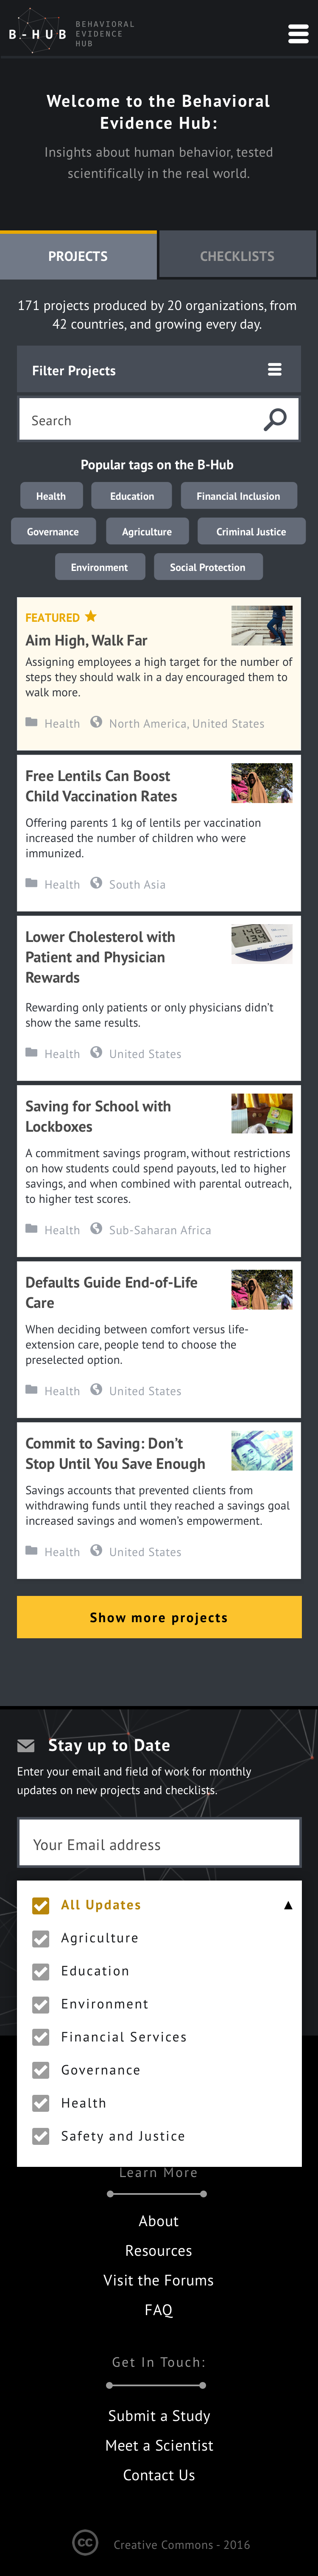 B-HUB
BEHAVIORAL
EVIDENCE
HUB
Welcome to the Behavioral
Evidence Hub:
Insights about human behavior, tested
scientifically in the real world.
PROJECTS
CHECKLISTS
171 projects produced by 20 organizations, from
42 countries, and growing every day.
Filter Projects
Search
Popular tags on the B-Hub
Health
Education
Financial Inclusion
Governance
Agriculture
Criminal Justice
Environment
Social Protection
FEATURED
Aim High, Walk Far
Assigning employees a high target for the number of
steps they should walk in a day encouraged them to
walk more.
Health
North America, United States
Free Lentils Can Boost
Child Vaccination Rates
Offering parents 1 kg of lentils per vaccination
increased the number of children who were
immunized.
Health
South Asia
Lower Cholesterol with
Patient and Physician
Rewards
Rewarding only patients or only physicians didn't
show the same results.
Health
United States
Saving for School with
Lockboxes
A commitment savings program, without restrictions
on how students could spend payouts, led to higher
savings, and when combined with parental outreach,
to higher test scores.
Health
Sub-Saharan Africa
Defaults Guide End-of-Life
Care
When deciding between comfort versus life-
extension care, people tend to choose the
preselected option.
Health
United States
Commit to Saving: Don't
Stop Until You Save Enough
Savings accounts that prevented clients from
withdrawing funds until they reached a savings goal
increased savings and women's empowerment.
Health
United States
Show more projects
Stay up to Date
Enter your email and field of work for monthly
updates on new projects and checklists.
Your Email address
All Updates
Agriculture
Education
Environment
Financial Services
Governance
Health
Safety and Justice
Learn More
About
Resources
Visit the Forums
FAQ
Get In Touch:
Submit a Study
Meet a Scientist
Contact Us
cc
Creative Commons - 2016